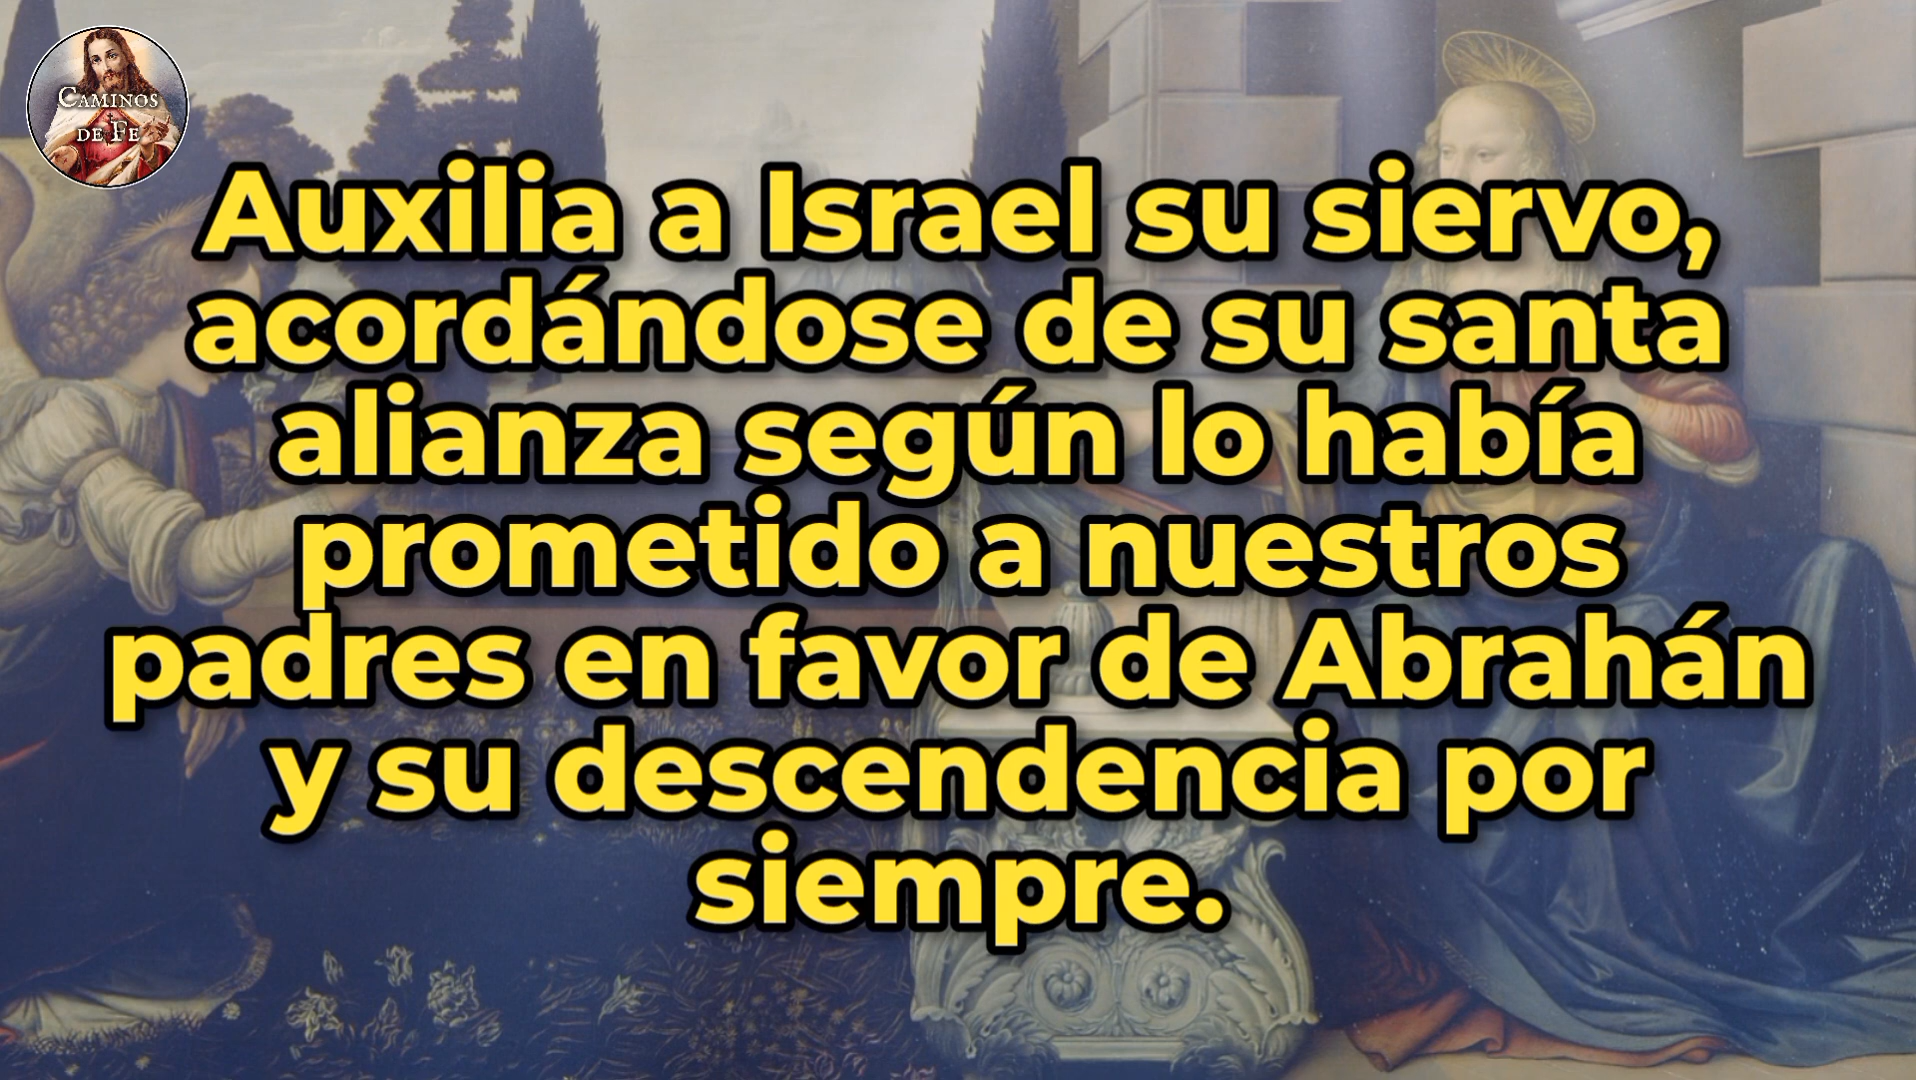 CAMINOS
DE FE
Auxilia a Israel su siervo,
acordándose de su santa
alianza según lo había
prometido a nuestros
padres en favor de Abrahán
y su descendencia por
siempre.